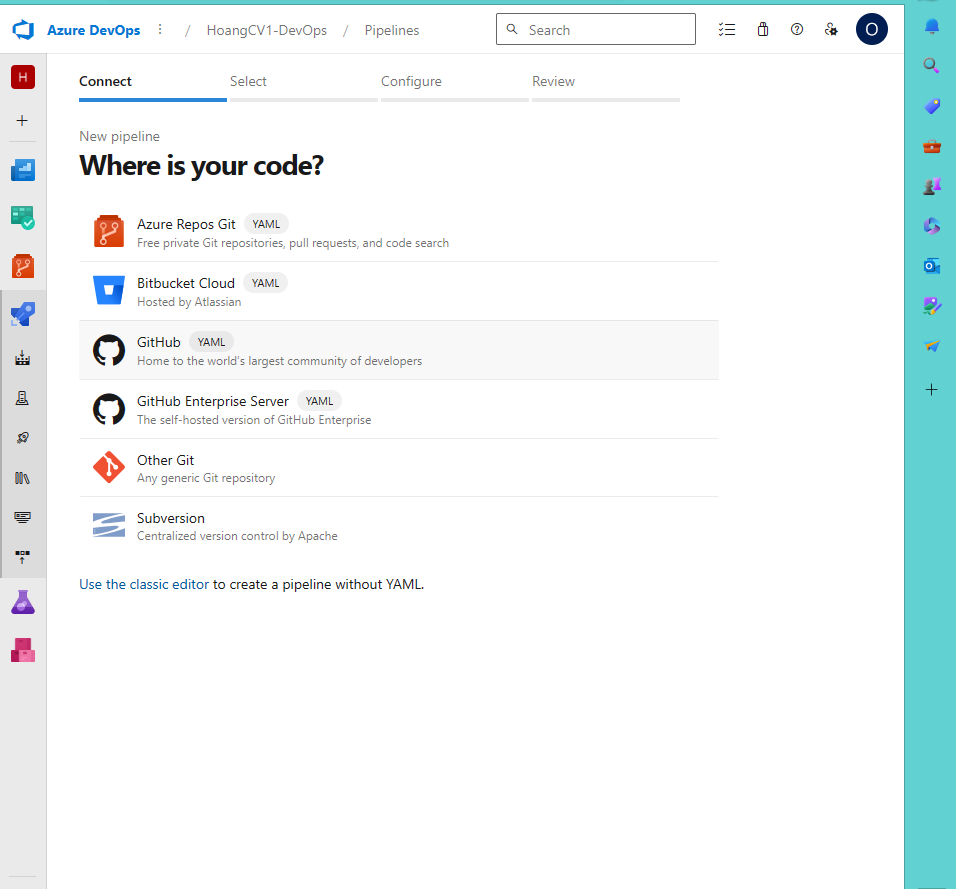 Azure DevOps / HoangCV1-DevOps / Pipelines Search O
H
Connect Select Configure Review
New pipeline
Where is your code?
Azure Repos Git YAML
Free private Git repositories, pull requests, and code search
Bitbucket Cloud YAML
Hosted by Atlassian
GitHub YAML
Home to the world's largest community of developers
GitHub Enterprise Server YAML
The self-hosted version of GitHub Enterprise
Other Git
Any generic Git repository
Subversion
Centralized version control by Apache
Use the classic editor to create a pipeline without YAML.